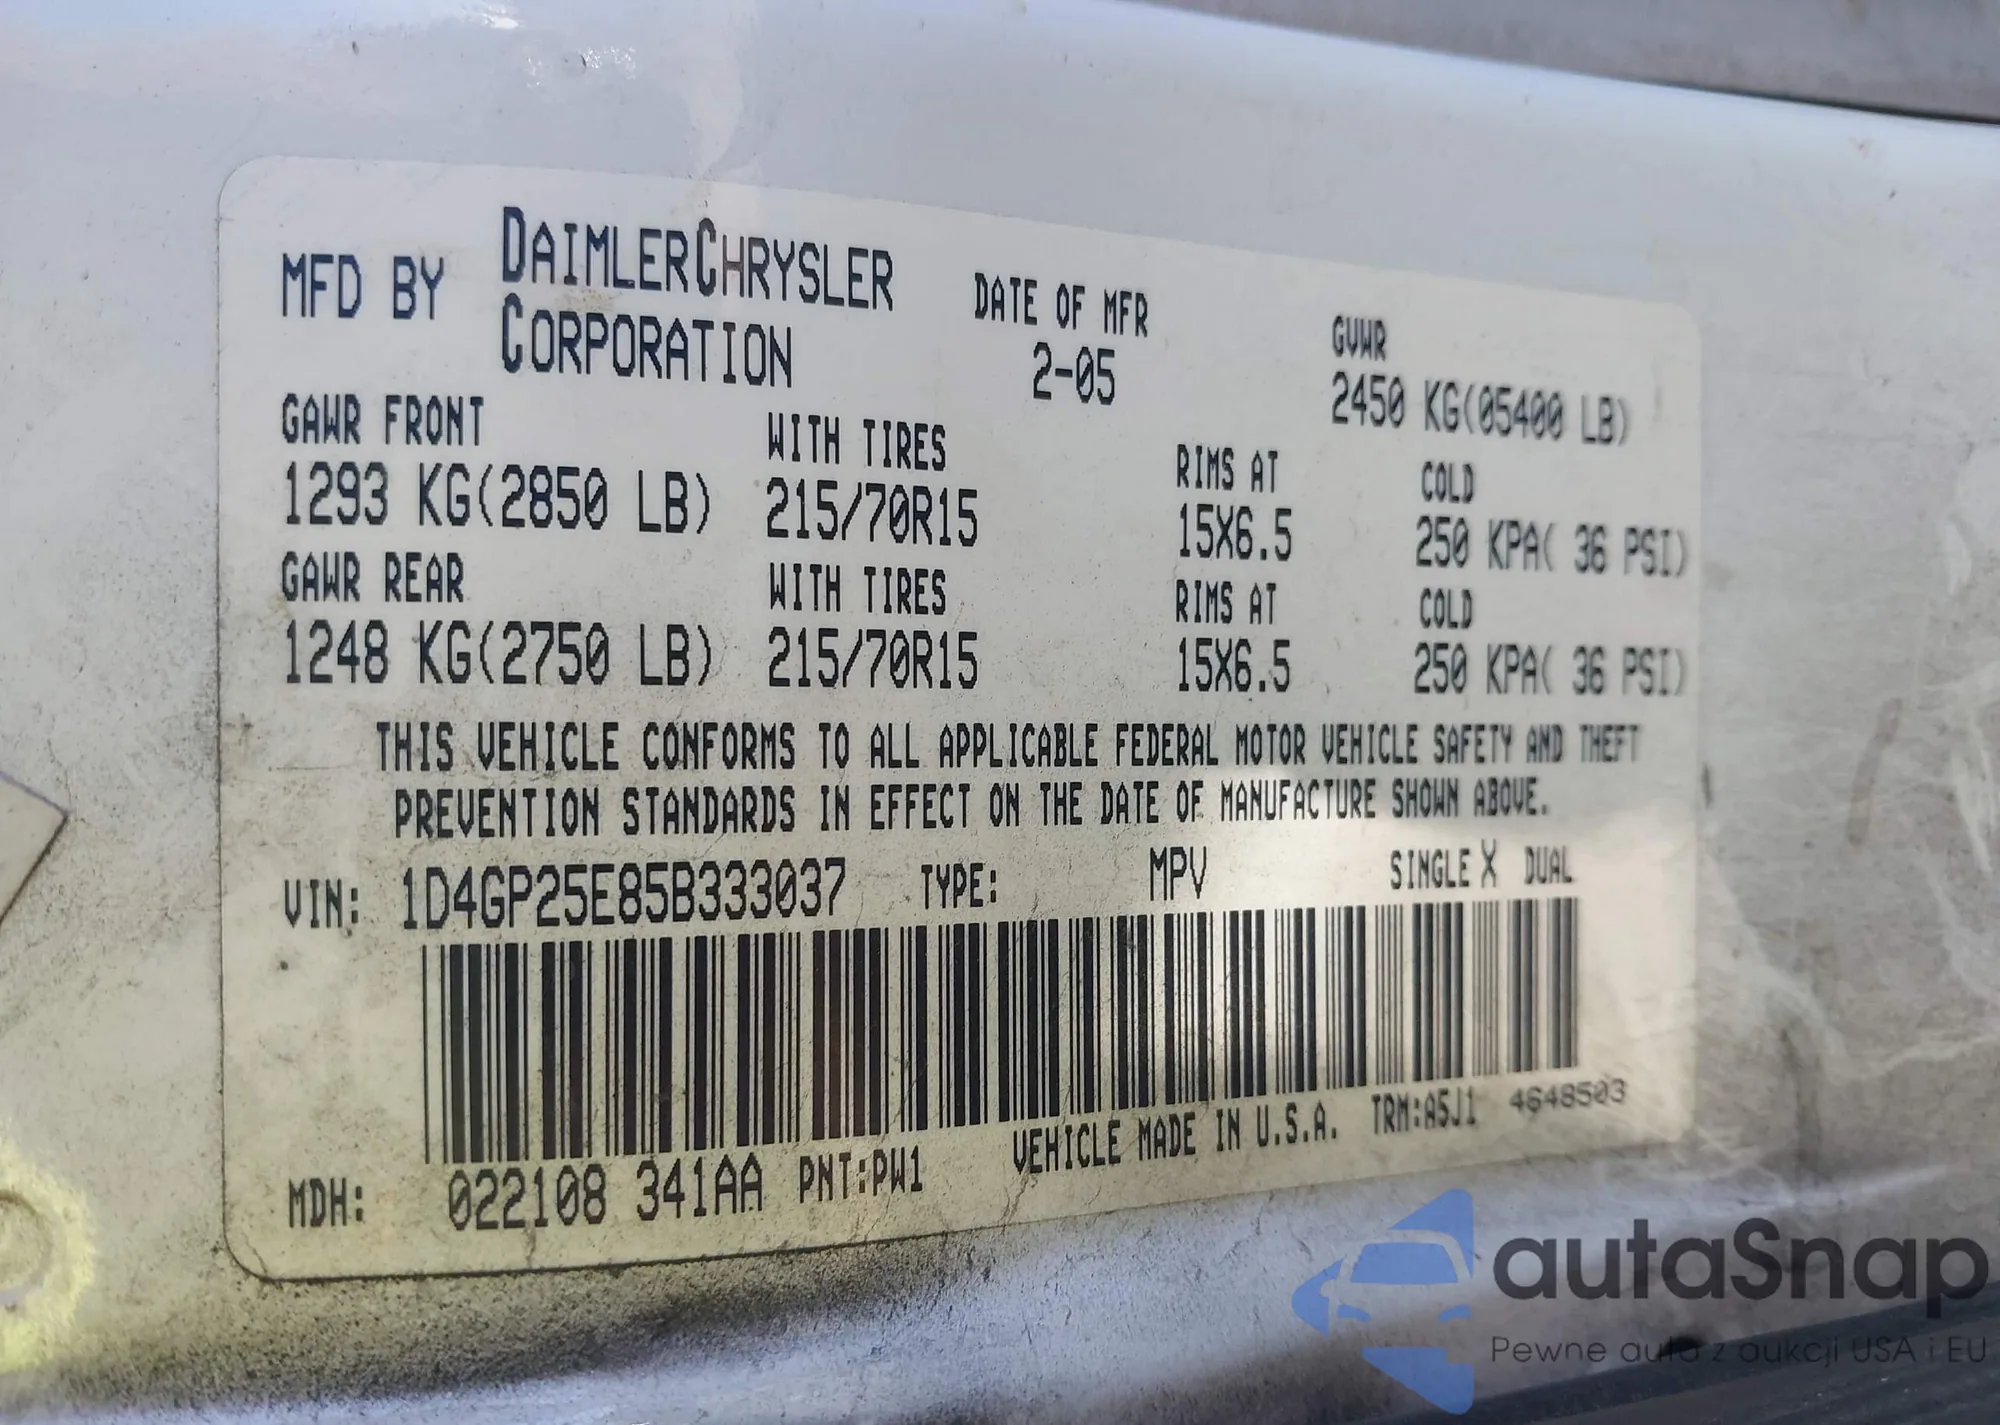 MFD BY DAIMLERCHRYSLER CORPORATION DATE OF MFR 2-05 GVWR 2450 KG(05400 LB)
GAWR FRONT WITH TIRES RIMS AT COLD
1293 KG(2850 LB) 215/70R15 15X6.5 250 KPA( 36 PSI)
GAWR REAR WITH TIRES RIMS AT COLD
1248 KG(2750 LB) 215/70R15 15X6.5 250 KPA( 36 PSI)
THIS VEHICLE CONFORMS TO ALL APPLICABLE FEDERAL MOTOR VEHICLE SAFETY AND THEFT
PREVENTION STANDARDS IN EFFECT ON THE DATE OF MANUFACTURE SHOWN ABOVE.
VIN: 1D4GP25E85B333037 TYPE: MPV SINGLE X DUAL
MDH: 022108 341AA PNT:PW1 VEHICLE MADE IN U.S.A. TRM:A5J1 4648503
autaSnap
Pewne auta z aukcji USA i EU